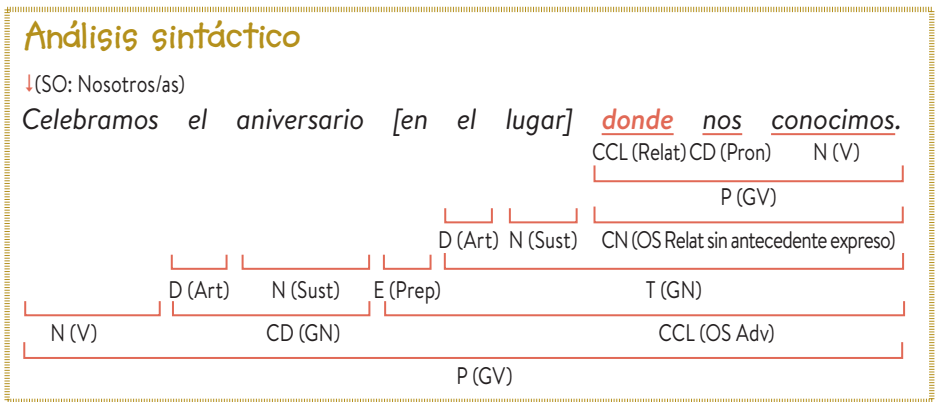 Análisis sintáctico
↓(SO: Nosotros/as)
Celebramos el aniversario [en el lugar] donde nos conocimos.
CCL (Relat) CD (Pron) N (V)
P (GV)
D (Art) N (Sust) CN (OS Relat sin antecedente expreso)
D (Art) N (Sust) E (Prep) T (GN)
N (V) CD (GN) CCL (OS Adv)
P (GV)